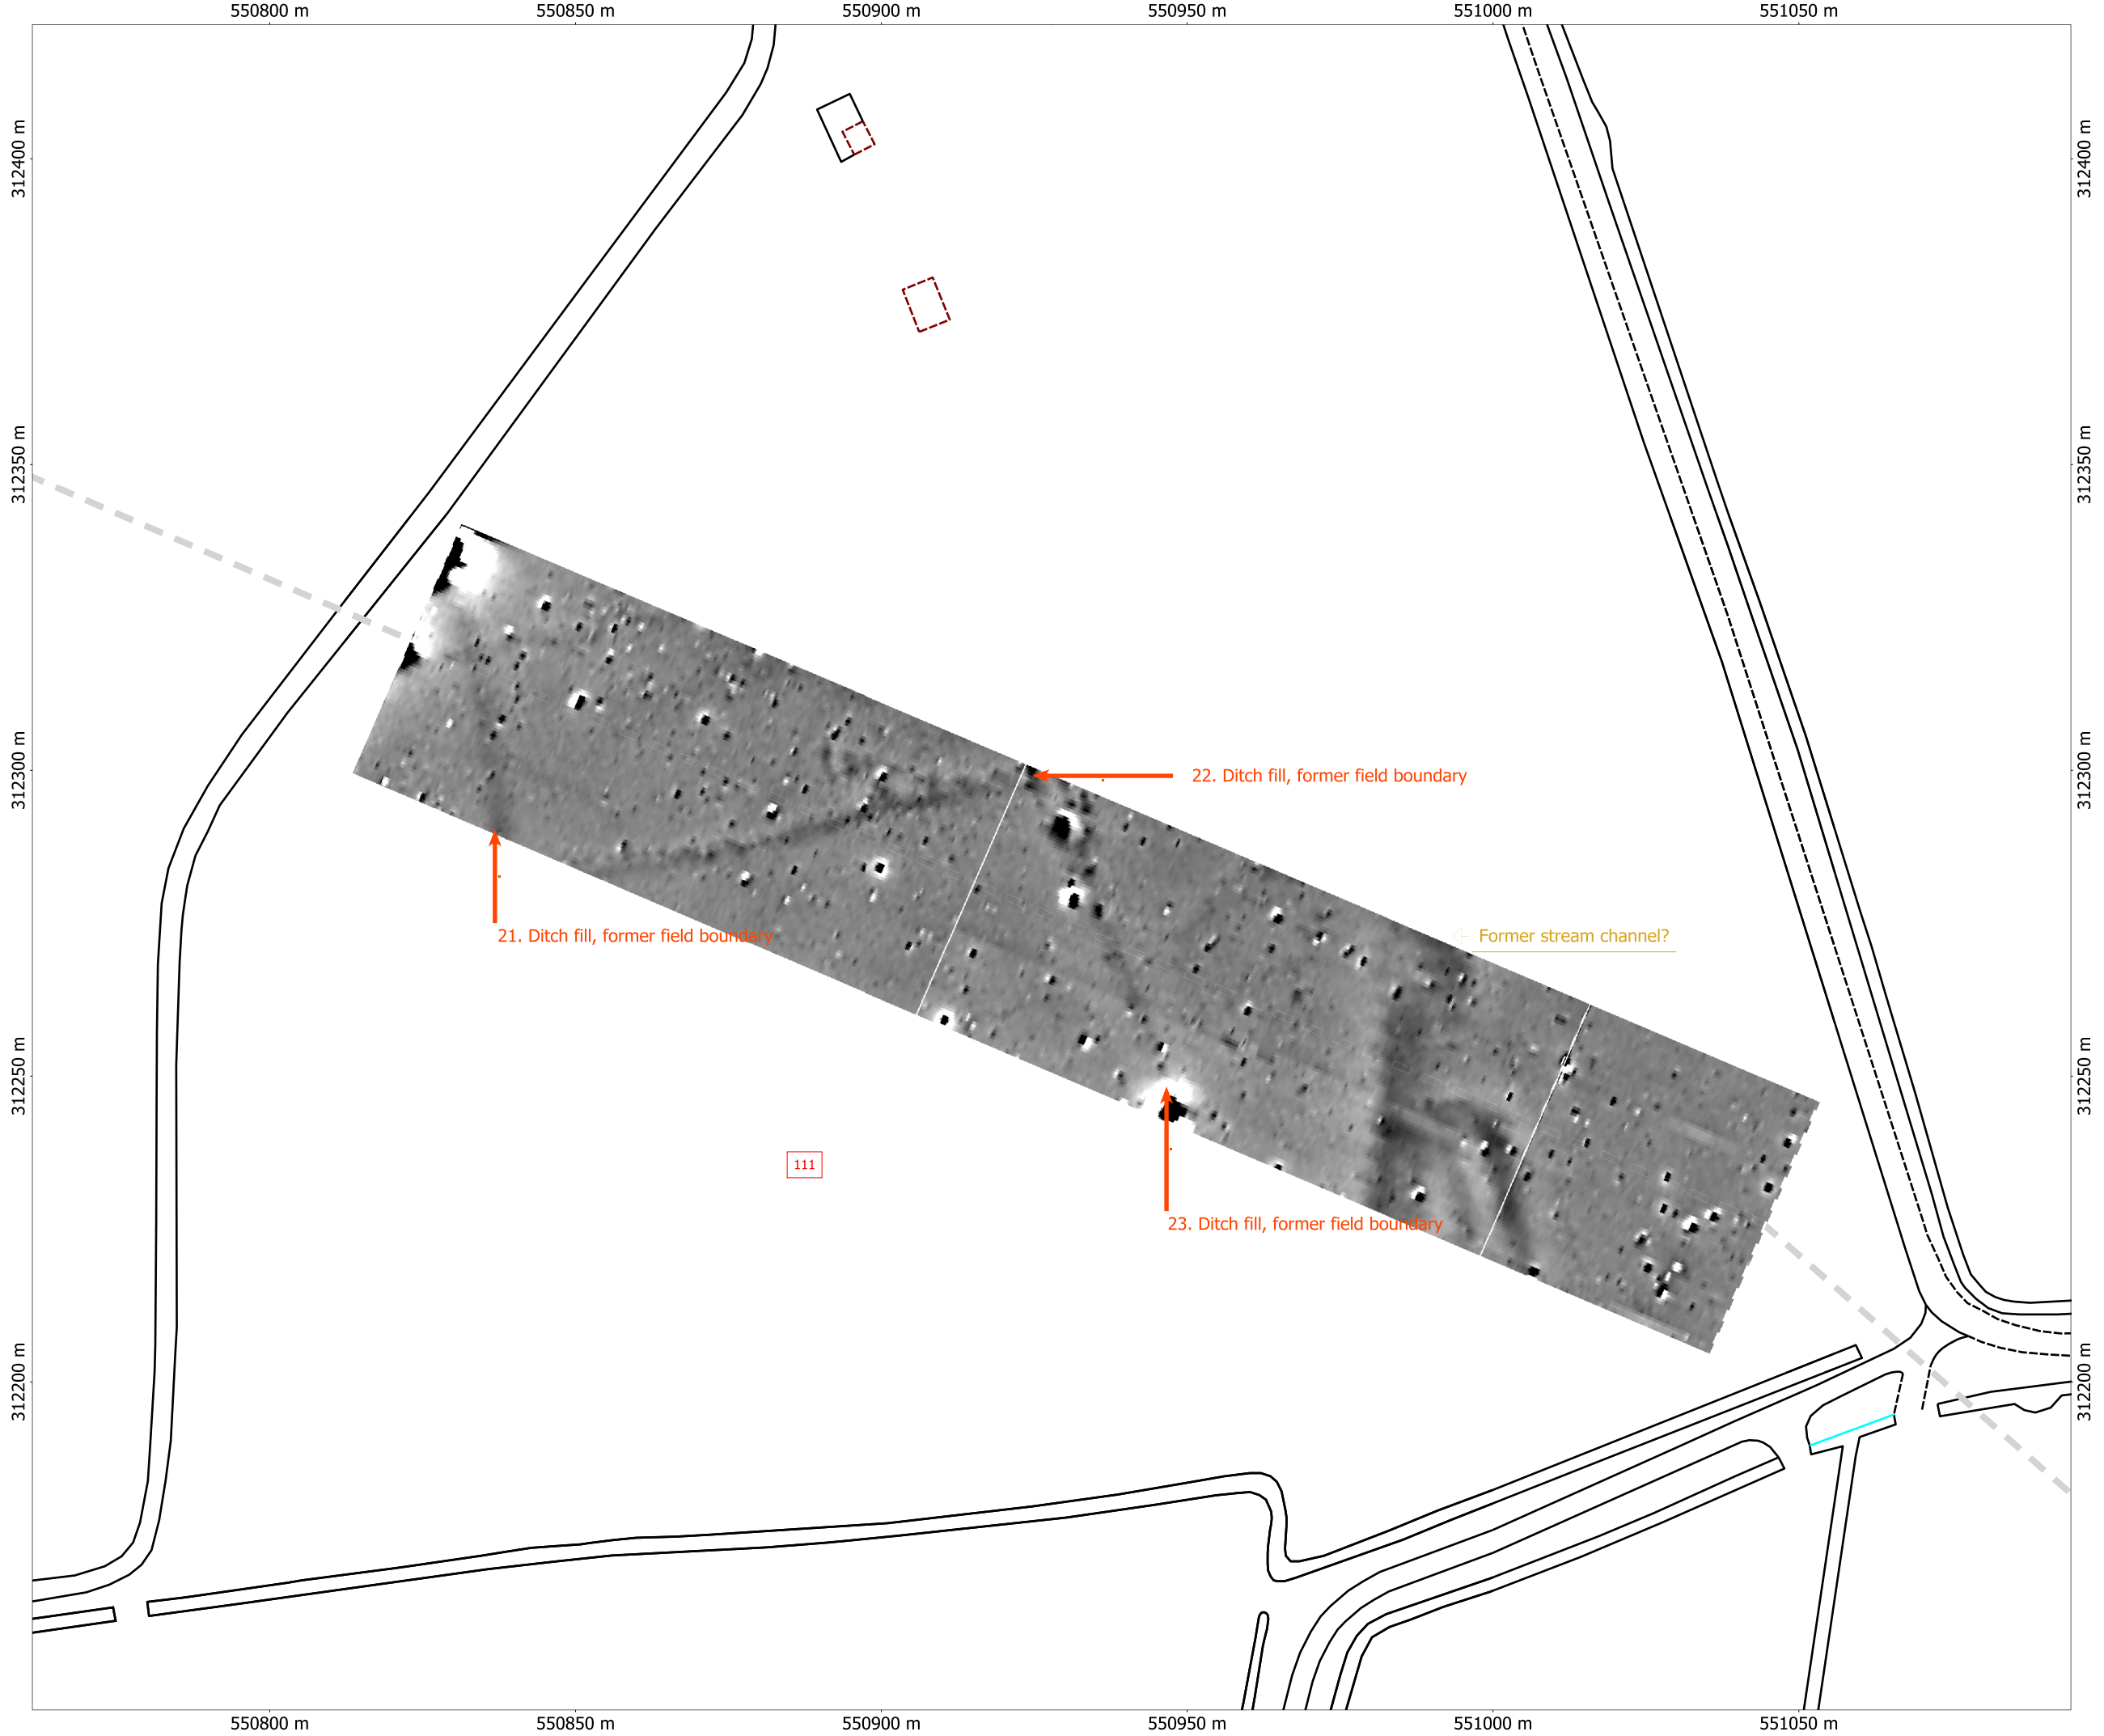 550800 m 550850 m 550900 m 550950 m 551000 m 551050 m
312400 m 312400 m
312350 m 312350 m
312300 m 312300 m
22. Ditch fill, former field boundary
21. Ditch fill, former field boundary
Former stream channel?
312250 m 312250 m
111
23. Ditch fill, former field boundary
312200 m 312200 m
550800 m 550850 m 550900 m 550950 m 551000 m 551050 m